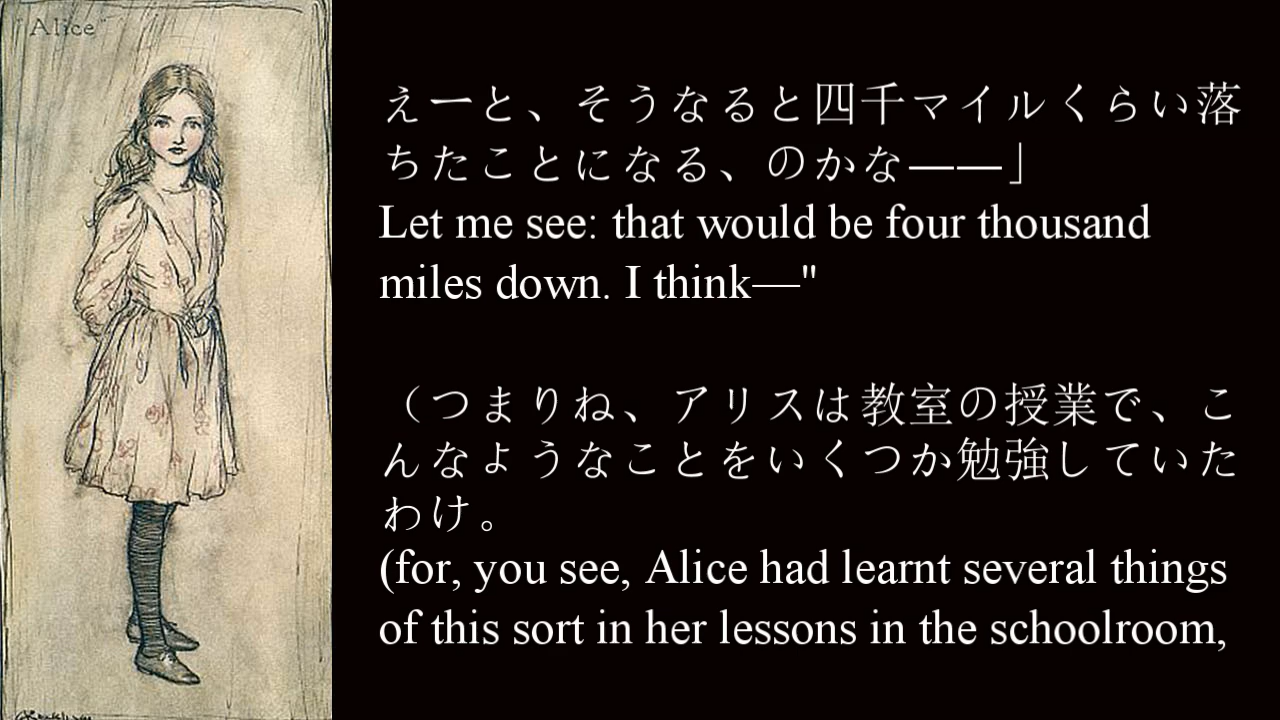 "Alice"
えーと、そうなると四千マイルくらい落
ちたことになる、のかな——」
Let me see: that would be four thousand
miles down. I think—"
（つまりね、アリスは教室の授業で、こ
んなようなことをいくつか勉強していた
わけ。
(for, you see, Alice had learnt several things
of this sort in her lessons in the schoolroom,